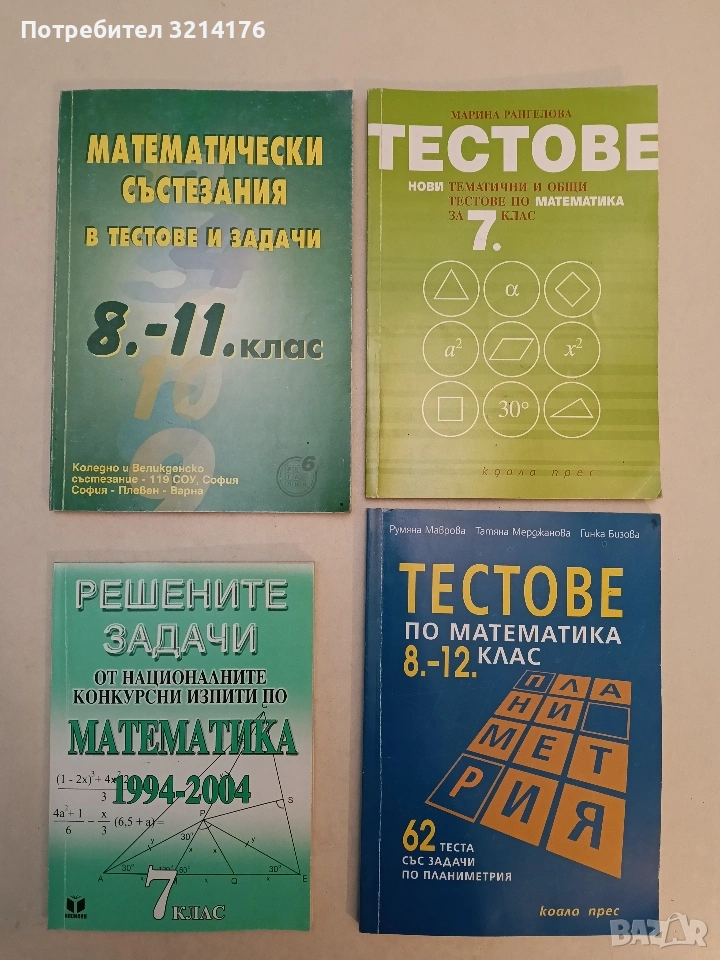 Потребител 3214176
МАТЕМАТИЧЕСКИ
СЪСТЕЗАНИЯ
В ТЕСТОВЕ И ЗАДАЧИ
8.-11. клас
Коледно и Великденско
състезание - 119 СОУ, София
София - Плевен - Варна
6
МАРИНА РАНГЕЛОВА
ТЕСТОВЕ
НОВИ ТЕМАТИЧНИ И ОБЩИ
ТЕСТОВЕ ПО МАТЕМАТИКА
ЗА 7. КЛАС
α
a² x²
30°
коала прес
РЕШЕНИТЕ
ЗАДАЧИ
ОТ НАЦИОНАЛНИТЕ
КОНКУРСНИ ИЗПИТИ ПО
МАТЕМАТИКА
1994-2004
7 КЛАС
Румяна Маврова Татяна Мерджанова Гинка Бизова
ТЕСТОВЕ
ПО МАТЕМАТИКА
8.-12. КЛАС
ПЛА
НИ
МЕТ
РИЯ
62 ТЕСТА
СЪС ЗАДАЧИ
ПО ПЛАНИМЕТРИЯ
коала прес
BAZAR